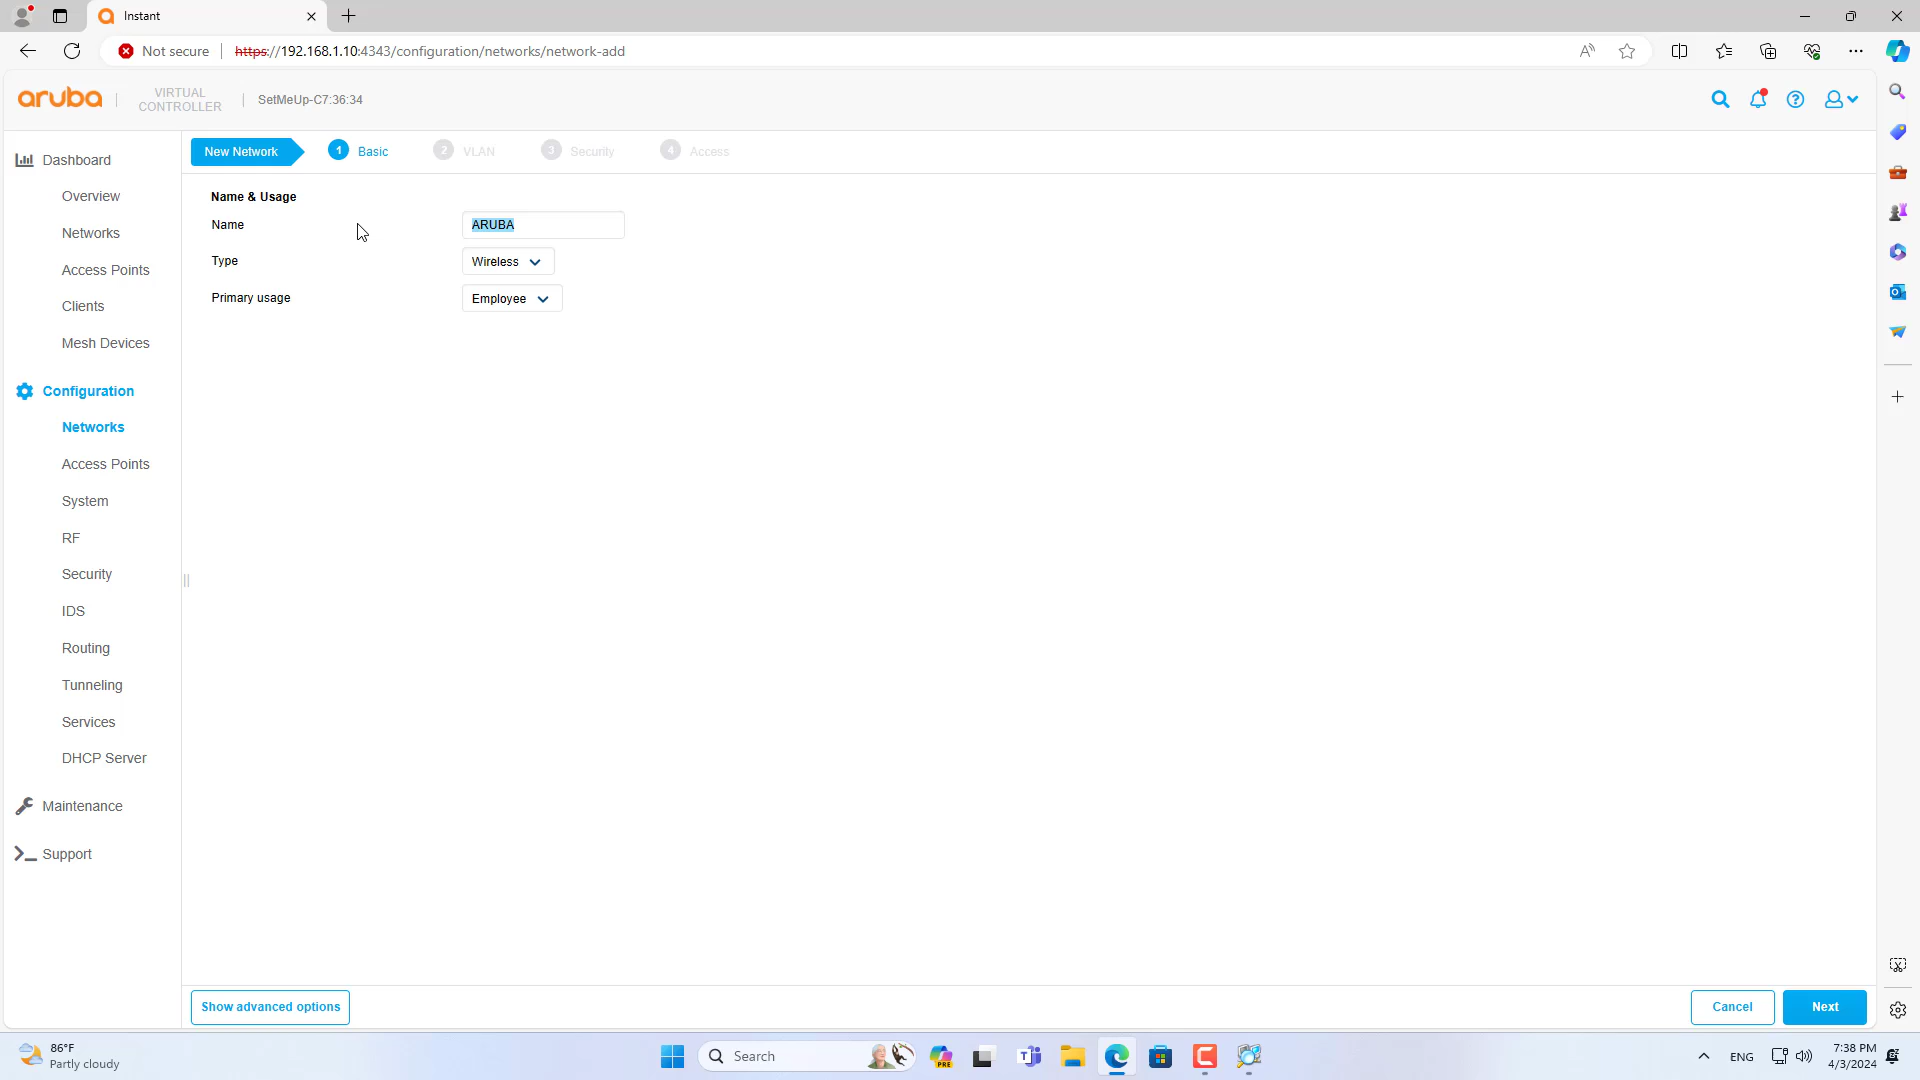 Instant
Not secure
https://192.168.1.10:4343/configuration/networks/network-add
aruba
VIRTUAL
CONTROLLER
SetMeUp-C7:36:34
New Network
1 Basic
2 VLAN
3 Security
4 Access
Dashboard
Overview
Networks
Access Points
Clients
Mesh Devices
Configuration
Networks
Access Points
System
RF
Security
IDS
Routing
Tunneling
Services
DHCP Server
Maintenance
Support
Name & Usage
Name ARUBA
Type Wireless
Primary usage Employee
Show advanced options
Cancel
Next
86°F
Partly cloudy
Search
PRE
ENG
7:38 PM
4/3/2024